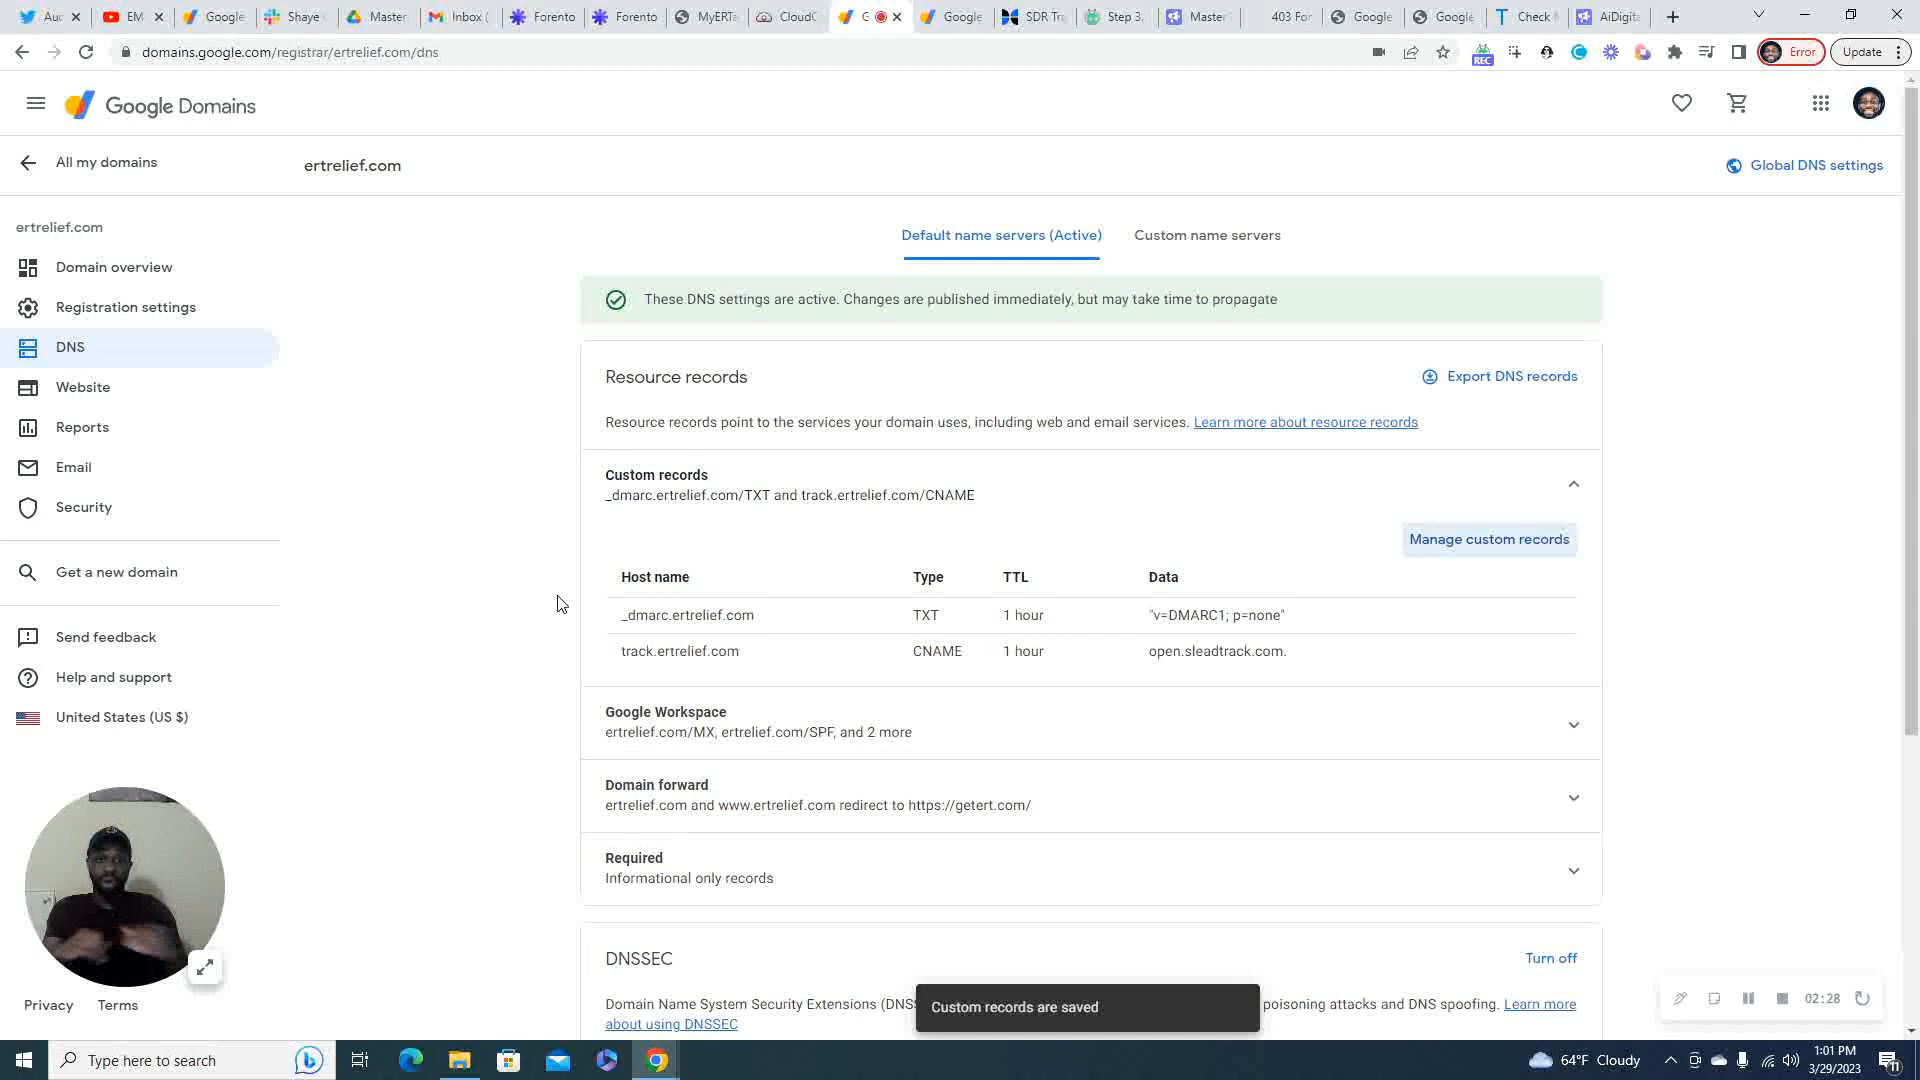 Auc
EM
Google
Shaye
Master
Inbox (
Forento
Forento
MyERTa
CloudC
G
Google
SDR Tra
Step 3.
Master
403 For
Google
Google
Check
AiDigita
domains.google.com/registrar/ertrelief.com/dns
REC
Error
Update
Google Domains
All my domains
ertrelief.com
Global DNS settings
ertrelief.com
Domain overview
Registration settings
DNS
Website
Reports
Email
Security
Get a new domain
Send feedback
Help and support
United States (US $)
Privacy Terms
Default name servers (Active)
Custom name servers
These DNS settings are active. Changes are published immediately, but may take time to propagate
Resource records
Export DNS records
Resource records point to the services your domain uses, including web and email services. Learn more about resource records
Custom records
_dmarc.ertrelief.com/TXT and track.ertrelief.com/CNAME
Manage custom records
Host name Type TTL Data
_dmarc.ertrelief.com TXT 1 hour "v=DMARC1; p=none"
track.ertrelief.com CNAME 1 hour open.sleadtrack.com.
Google Workspace
ertrelief.com/MX, ertrelief.com/SPF, and 2 more
Domain forward
ertrelief.com and www.ertrelief.com redirect to https://getert.com/
Required
Informational only records
DNSSEC
Turn off
Domain Name System Security Extensions (DNSS
poisoning attacks and DNS spoofing. Learn more
about using DNSSEC
Custom records are saved
02:28
Type here to search
64°F Cloudy
1:01 PM
3/29/2023
11